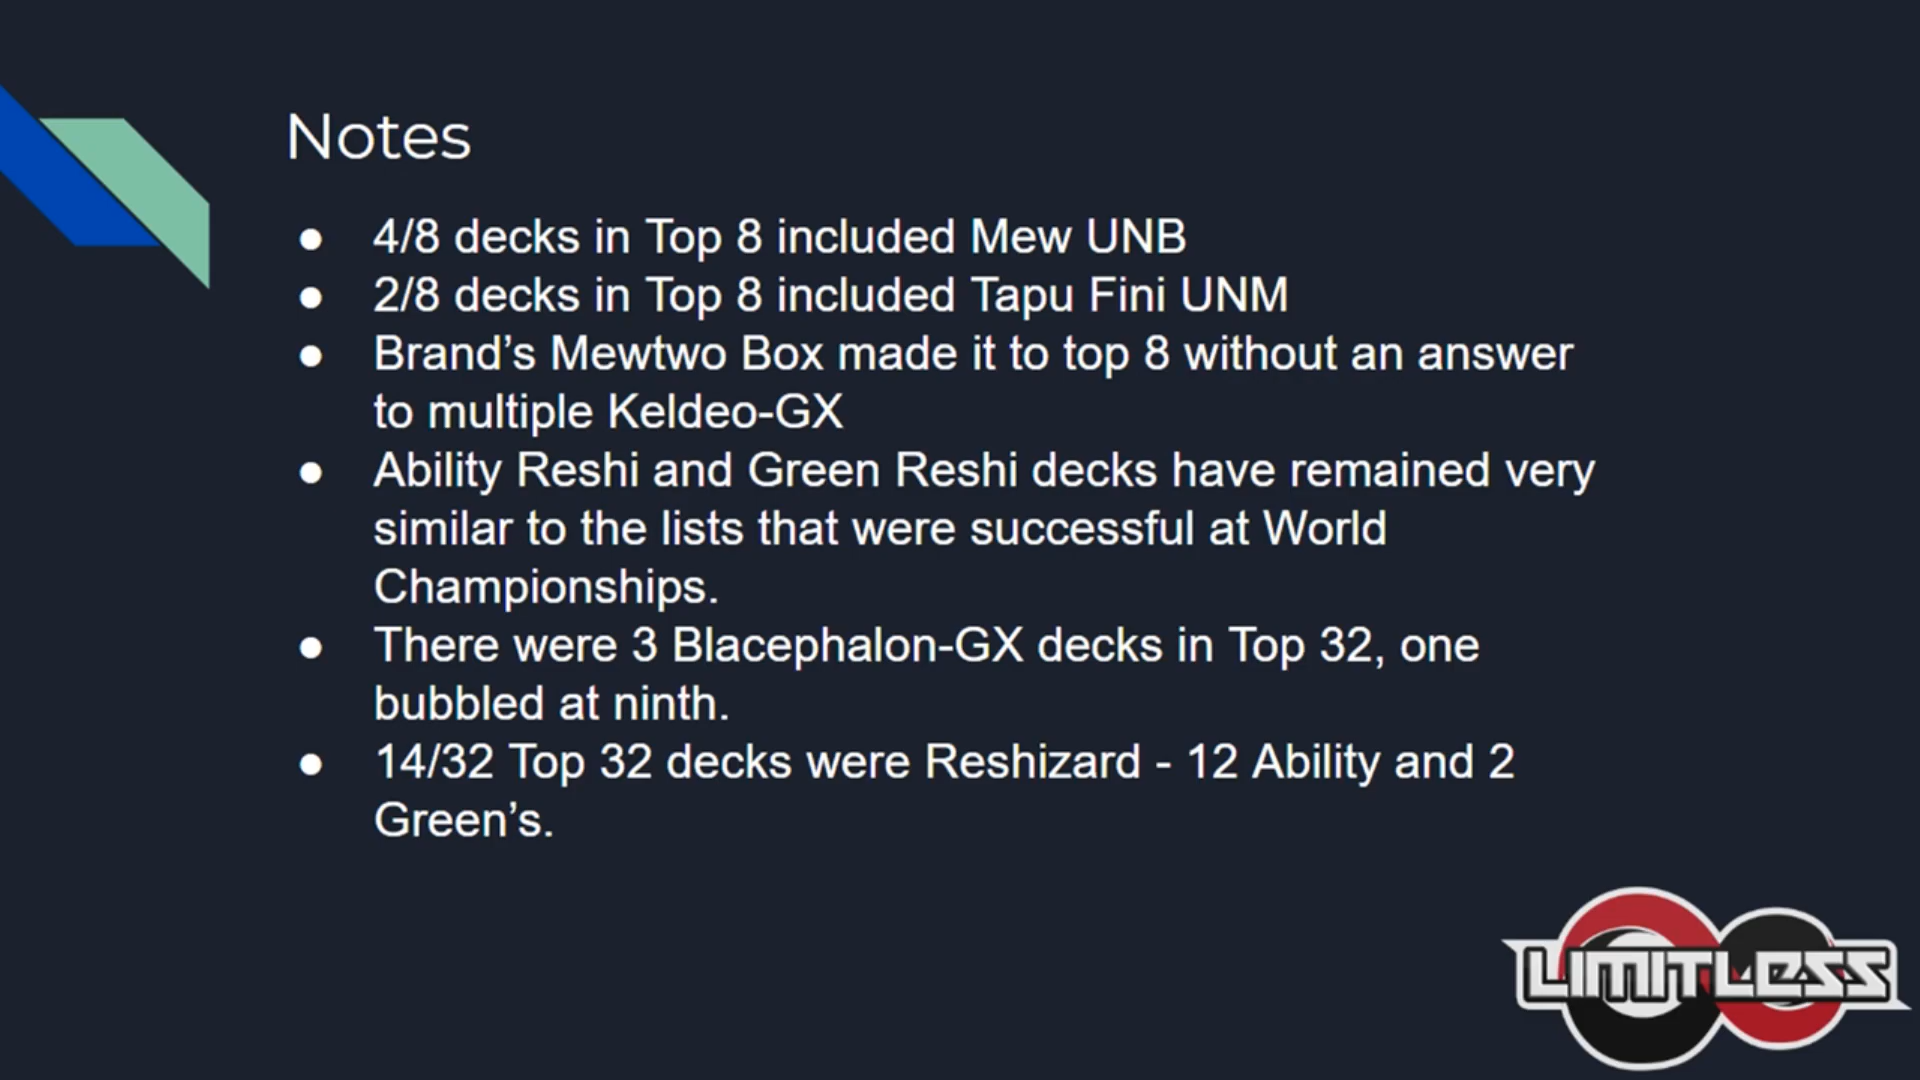 Notes
● 4/8 decks in Top 8 included Mew UNB
● 2/8 decks in Top 8 included Tapu Fini UNM
● Brand’s Mewtwo Box made it to top 8 without an answer
to multiple Keldeo-GX
● Ability Reshi and Green Reshi decks have remained very
similar to the lists that were successful at World
Championships.
● There were 3 Blacephalon-GX decks in Top 32, one
bubbled at ninth.
● 14/32 Top 32 decks were Reshizard - 12 Ability and 2
Green’s.
LIMITLESS